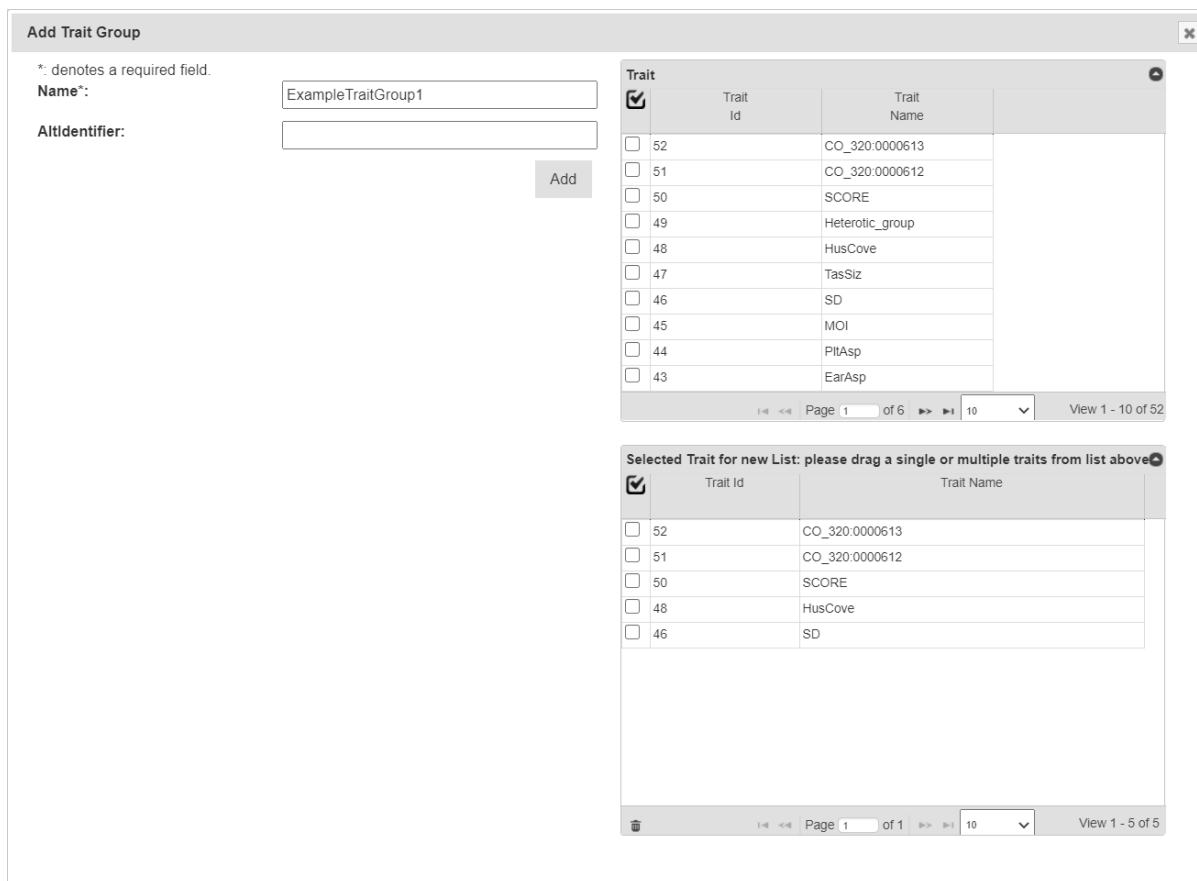 Add Trait Group
*: denotes a required field.
Name*:
ExampleTraitGroup1
AltIdentifier:
Add
Trait
Trait Id
Trait Name
52 CO_320:0000613
51 CO_320:0000612
50 SCORE
49 Heterotic_group
48 HusCove
47 TasSiz
46 SD
45 MOI
44 PltAsp
43 EarAsp
Page 1 of 6 10 View 1 - 10 of 52
Selected Trait for new List: please drag a single or multiple traits from list above
Trait Id Trait Name
52 CO_320:0000613
51 CO_320:0000612
50 SCORE
48 HusCove
46 SD
Page 1 of 1 10 View 1 - 5 of 5